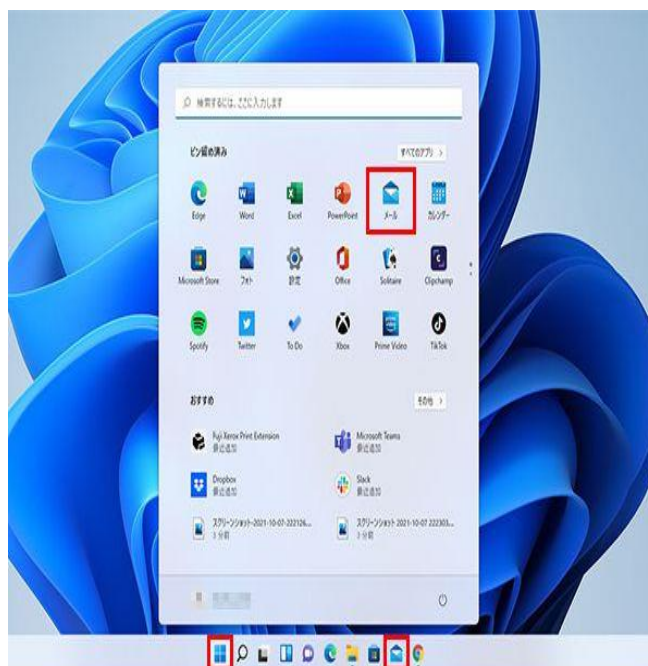 検索するには、ここに入力します
ピン留め済み
すべてのアプリ >
Edge
Word
Excel
PowerPoint
メール
カレンダー
Microsoft Store
フォト
設定
Office
Solitaire
Clipchamp
Spotify
Twitter
To Do
Xbox
Prime Video
TikTok
おすすめ
その他 >
Fuji Xerox Print Extension
最近追加
Microsoft Teams
最近追加
Dropbox
最近追加
Slack
最近追加
スクリーンショット-2021-10-07-222126...
3 分前
スクリーンショット 2021-10-07 222303...
3 分前